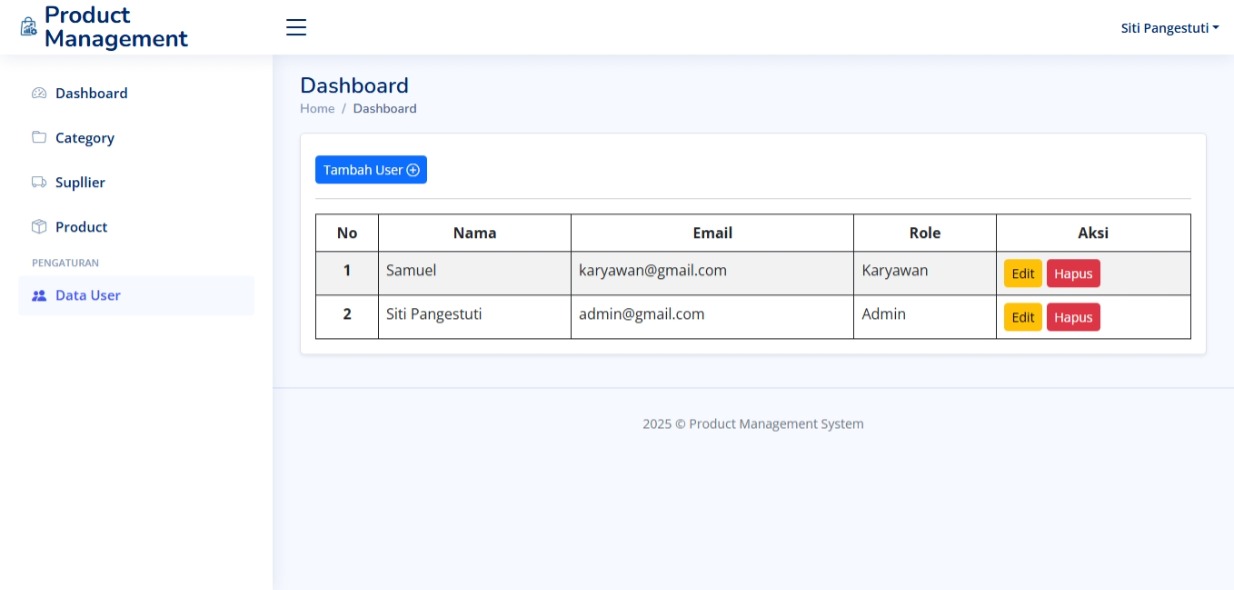 Product
Management
Siti Pangestuti
Dashboard
Category
Supllier
Product
PENGATURAN
Data User
Dashboard
Home / Dashboard
Tambah User
No Nama Email Role Aksi
1 Samuel karyawan@gmail.com Karyawan Edit Hapus
2 Siti Pangestuti admin@gmail.com Admin Edit Hapus
2025 © Product Management System